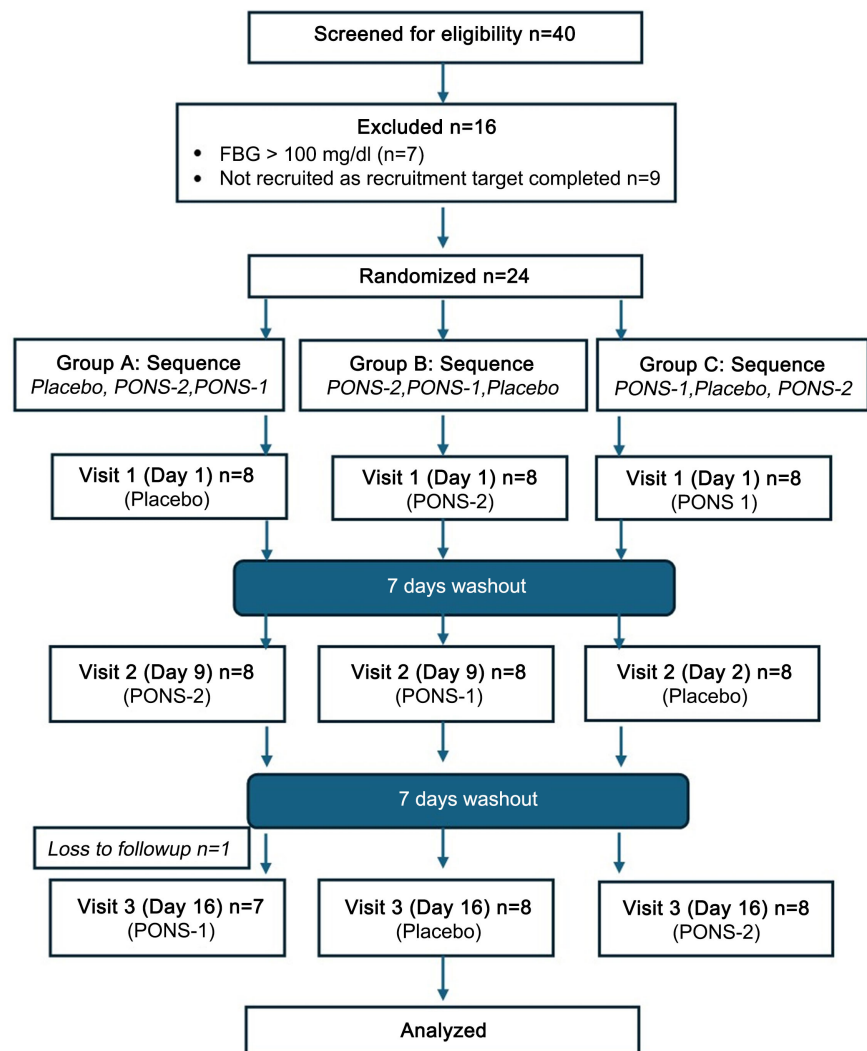 Screened for eligibility n=40
Excluded n=16
• FBG > 100 mg/dl (n=7)
• Not recruited as recruitment target completed n=9
Randomized n=24
Group A: Sequence
Placebo, PONS-2,PONS-1
Group B: Sequence
PONS-2,PONS-1,Placebo
Group C: Sequence
PONS-1,Placebo, PONS-2
Visit 1 (Day 1) n=8
(Placebo)
Visit 1 (Day 1) n=8
(PONS-2)
Visit 1 (Day 1) n=8
(PONS 1)
7 days washout
Visit 2 (Day 9) n=8
(PONS-2)
Visit 2 (Day 9) n=8
(PONS-1)
Visit 2 (Day 2) n=8
(Placebo)
7 days washout
Loss to followup n=1
Visit 3 (Day 16) n=7
(PONS-1)
Visit 3 (Day 16) n=8
(Placebo)
Visit 3 (Day 16) n=8
(PONS-2)
Analyzed